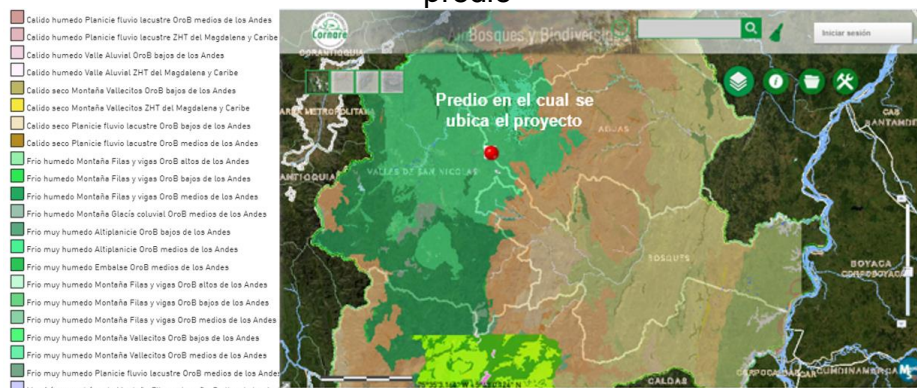 predio
Calido humedo Planicie fluvio lacustre OroB medios de los Andes
Calido humedo Planicie fluvio lacustre ZHT del Magdalena y Caribe
Calido humedo Valle Aluvial OroB bajos de los Andes
Calido humedo Valle Aluvial ZHT del Magdalena y Caribe
Calido seco Montaña Vallecitos OroB bajos de los Andes
Calido seco Montaña Vallecitos ZHT del Magdalena y Caribe
Calido seco Planicie fluvio lacustre OroB bajos de los Andes
Calido seco Planicie fluvio lacustre OroB medios de los Andes
Frio humedo Montaña Filas y vigas OroB altos de los Andes
Frio humedo Montaña Filas y vigas OroB bajos de los Andes
Frio humedo Montaña Filas y vigas OroB medios de los Andes
Frio humedo Montaña Glacis coluvial OroB medios de los Andes
Frio muy humedo Altiplanicie OroB bajos de los Andes
Frio muy humedo Altiplanicie OroB medios de los Andes
Frio muy humedo Embalse OroB medios de los Andes
Frio muy humedo Montaña Filas y vigas OroB altos de los Andes
Frio muy humedo Montaña Filas y vigas OroB bajos de los Andes
Frio muy humedo Montaña Filas y vigas OroB medios de los Andes
Frio muy humedo Montaña Vallecitos OroB bajos de los Andes
Frio muy humedo Montaña Vallecitos OroB medios de los Andes
Frio muy humedo Planicie fluvio lacustre OroB medios de los Andes
Cornare
Bosques y Biodiversidad
Iniciar sesión
CORANTIOQUIA
AREA METROPOLITANA
Predio en el cual se
ubica el proyecto
AGUAS
CAS
SANTANDER
ANTIOQUIA
VALLES DE SAN NICOLAS
BOSQUES
BOYACA
CORPOBOYACA
CALDAS
CORPOCALDAS
CUNDINAMARCA